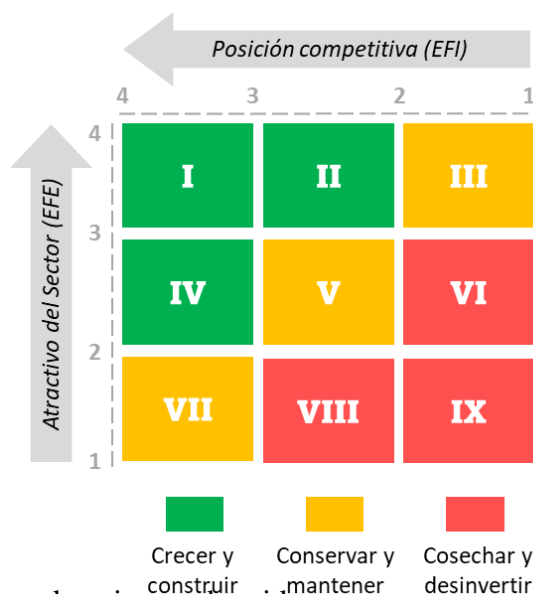 Posición competitiva (EFI)
4 3 2 1
Atractivo del Sector (EFE)
4
I II III
3
IV V VI
2
VII VIII IX
1
Crecer y Conservar y Cosechar y
construir mantener desinvertir